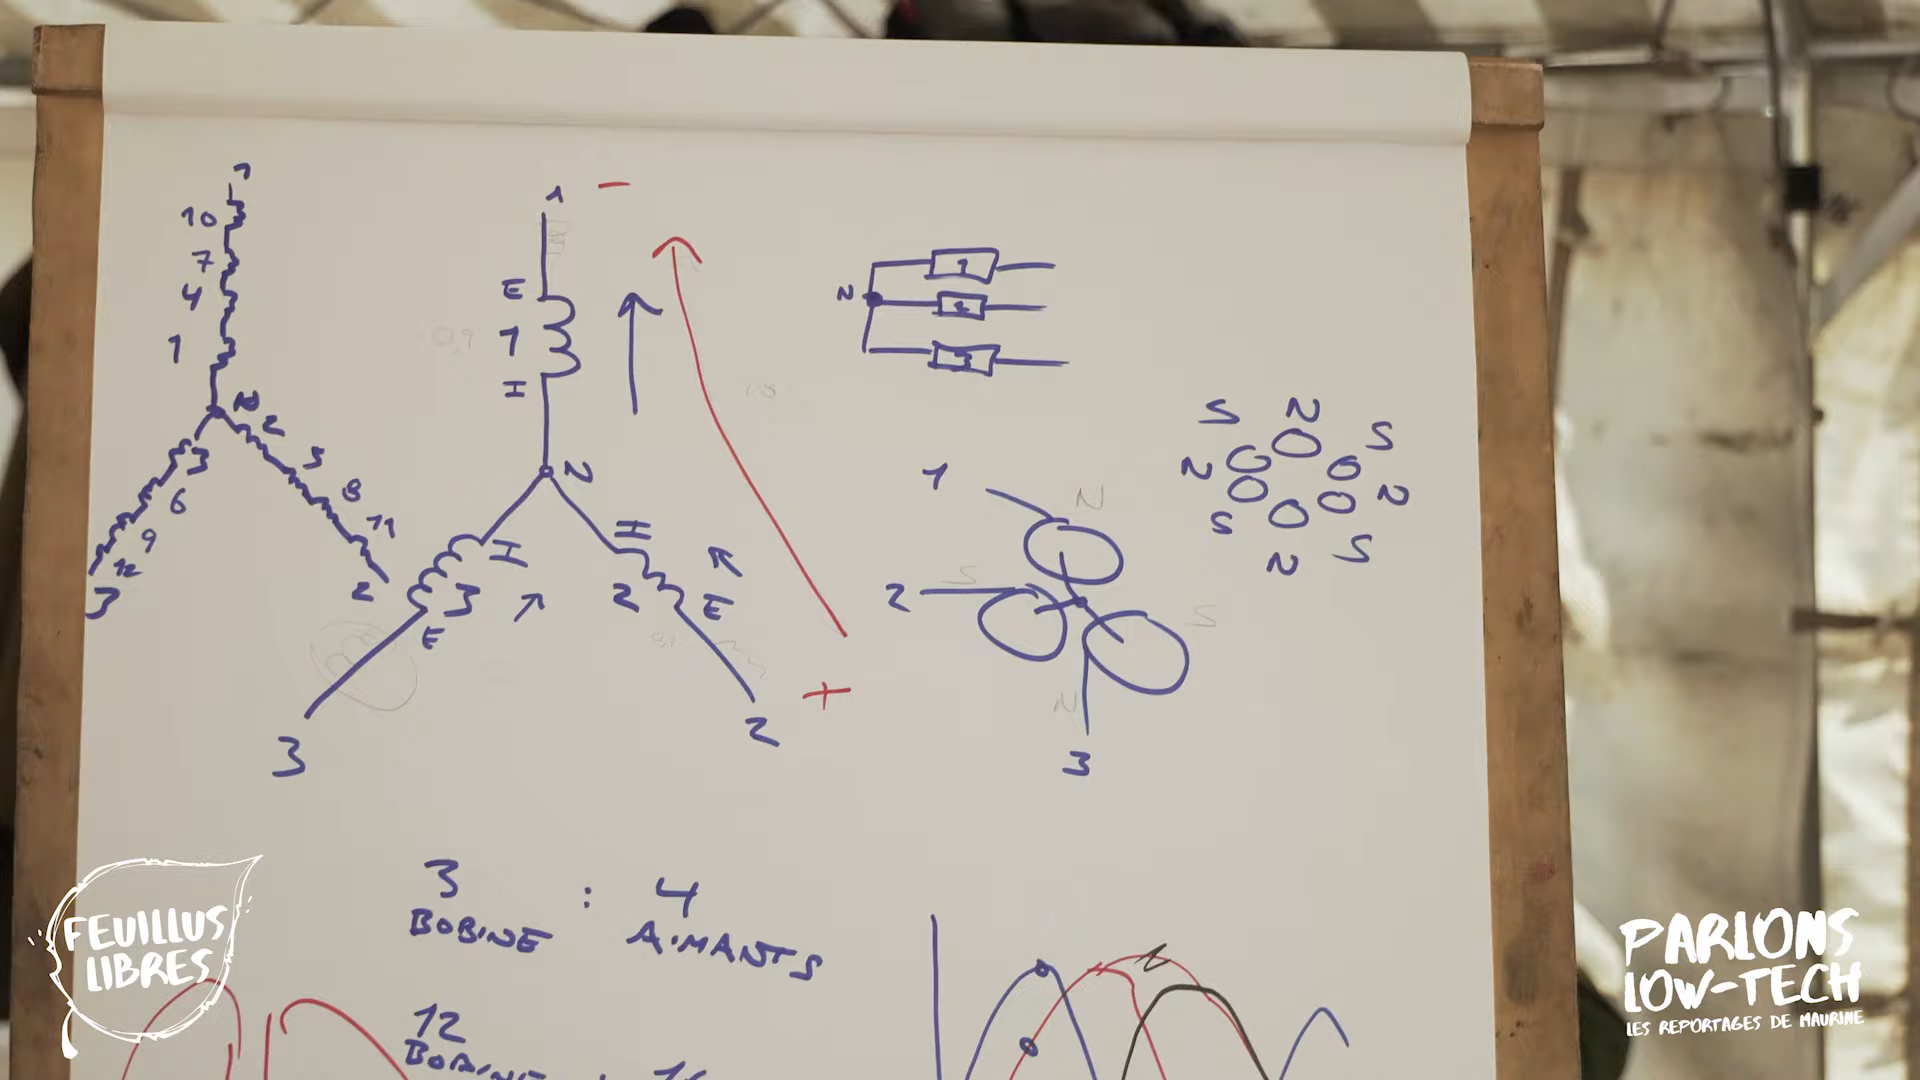 1
10
7
4
1
N
2
5
8
11
2
3
6
9
12
3
1 -
E
1
I
N
I
3
E
3
I
2
E
2
+
N
1
2
3
1
N
2
S
S
N
3
S N S
N N
S S
N
3 : 4
BOBINE AIMANTS
12
BOBINE :
FEUILLUS
LIBRES
PARLONS
LOW-TECH
LES REPORTAGES DE MAURINE